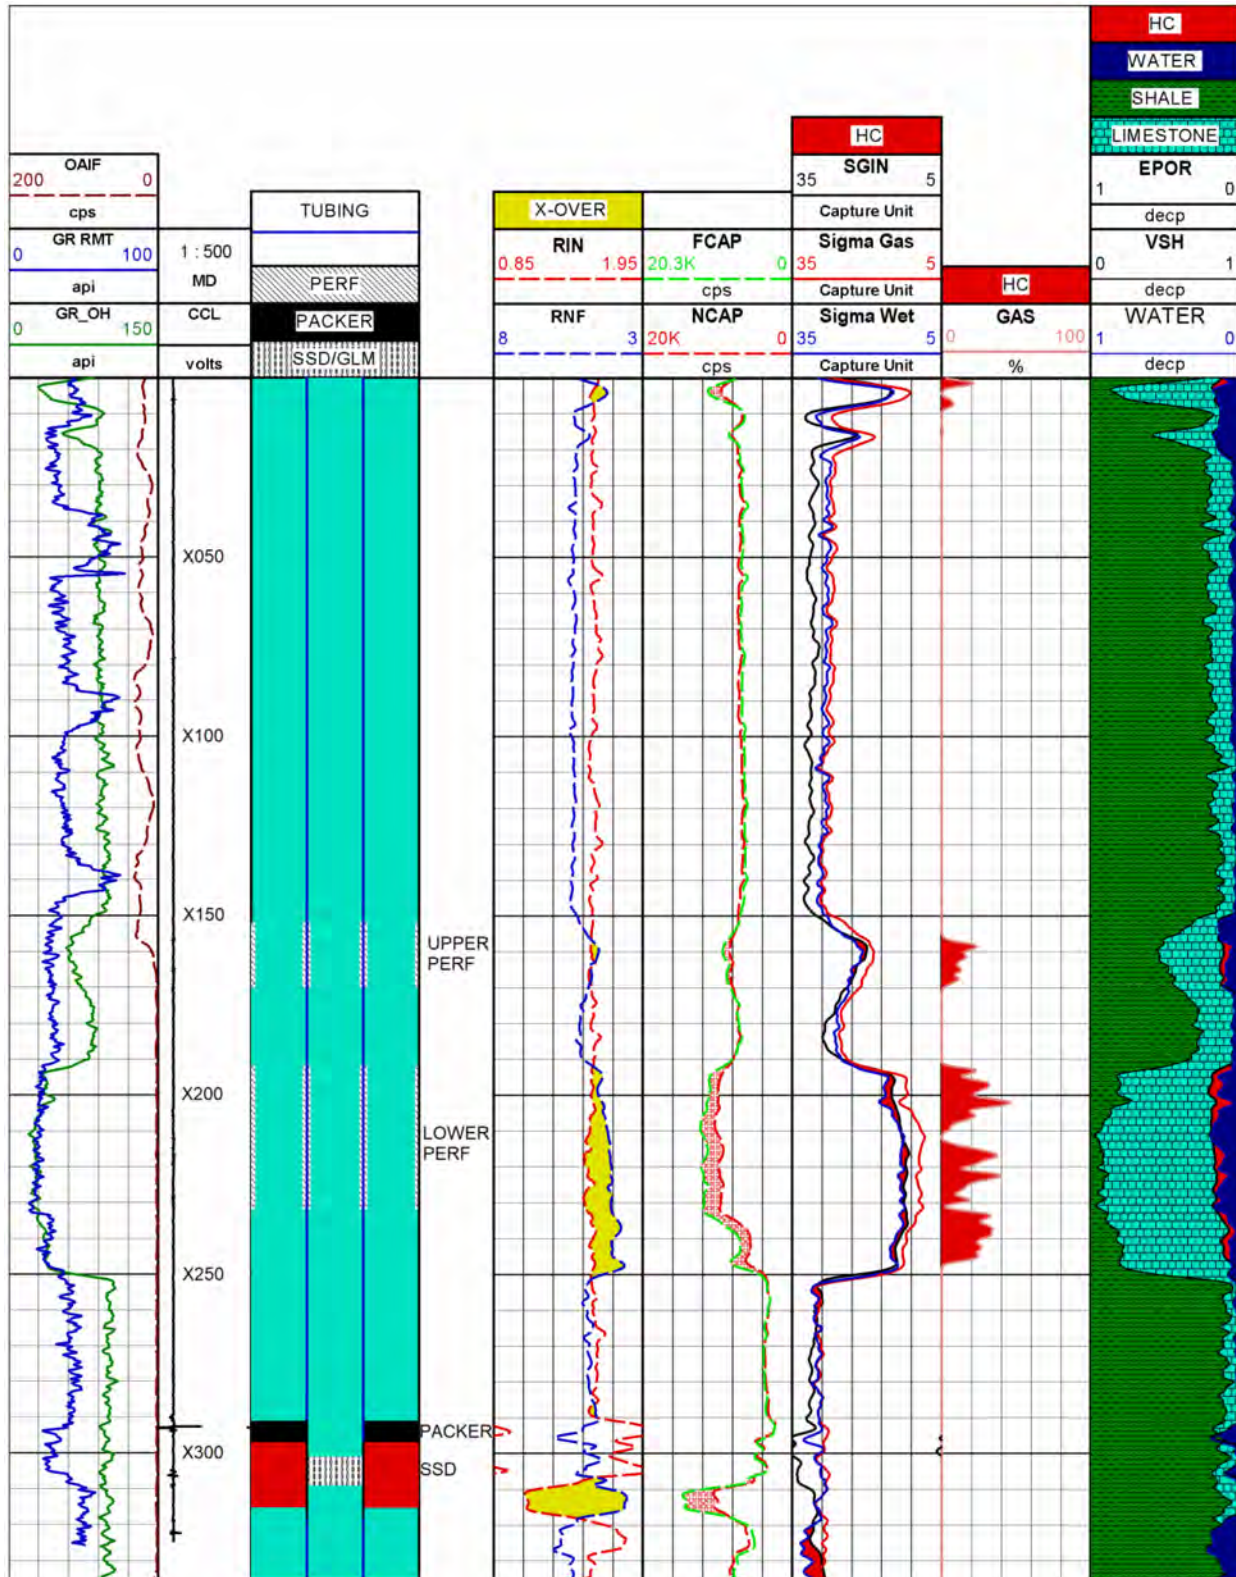 HC
WATER
SHALE
LIMESTONE
HC
OAIF
200 0
cps
SGIN
35 5
Capture Unit
EPOR
1 0
decp
TUBING
X-OVER
GR RMT
0 100
api
1 : 500
MD
PERF
RIN
0.85 1.95
FCAP
20.3K 0
cps
Sigma Gas
35 5
Capture Unit
HC
VSH
0 1
decp
GR_OH
0 150
api
CCL
volts
PACKER
SSD/GLM
RNF
8 3
NCAP
20K 0
cps
Sigma Wet
35 5
Capture Unit
GAS
0 100
%
WATER
1 0
decp
X050
X100
X150
UPPER
PERF
X200
LOWER
PERF
X250
PACKER
X300
SSD